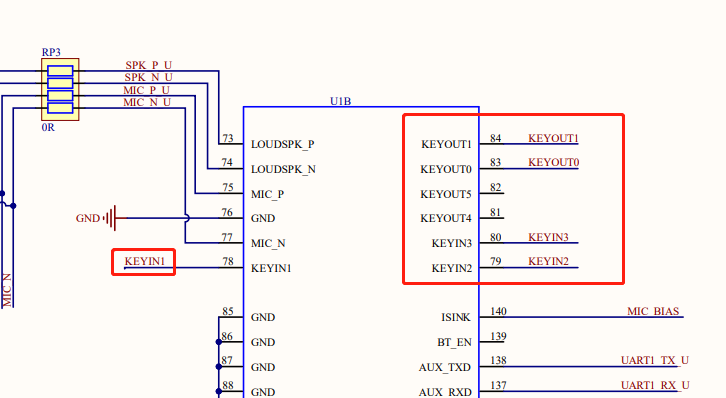 RP3
SPK_P_U
SPK_N_U
MIC_P_U
MIC_N_U
0R
U1B
73 LOUDSPK_P
74 LOUDSPK_N
75 MIC_P
GND 76 GND
77 MIC_N
KEYIN1 78 KEYIN1
85 GND
86 GND
87 GND
88 GND
KEYOUT1 84 KEYOUT1
KEYOUT0 83 KEYOUT0
KEYOUT5 82
KEYOUT4 81
KEYIN3 80 KEYIN3
KEYIN2 79 KEYIN2
ISINK 140 MIC_BIAS
BT_EN 139
AUX_TXD 138 UART1_TX_U
AUX_RXD 137 UART1_RX_U
MIC_N